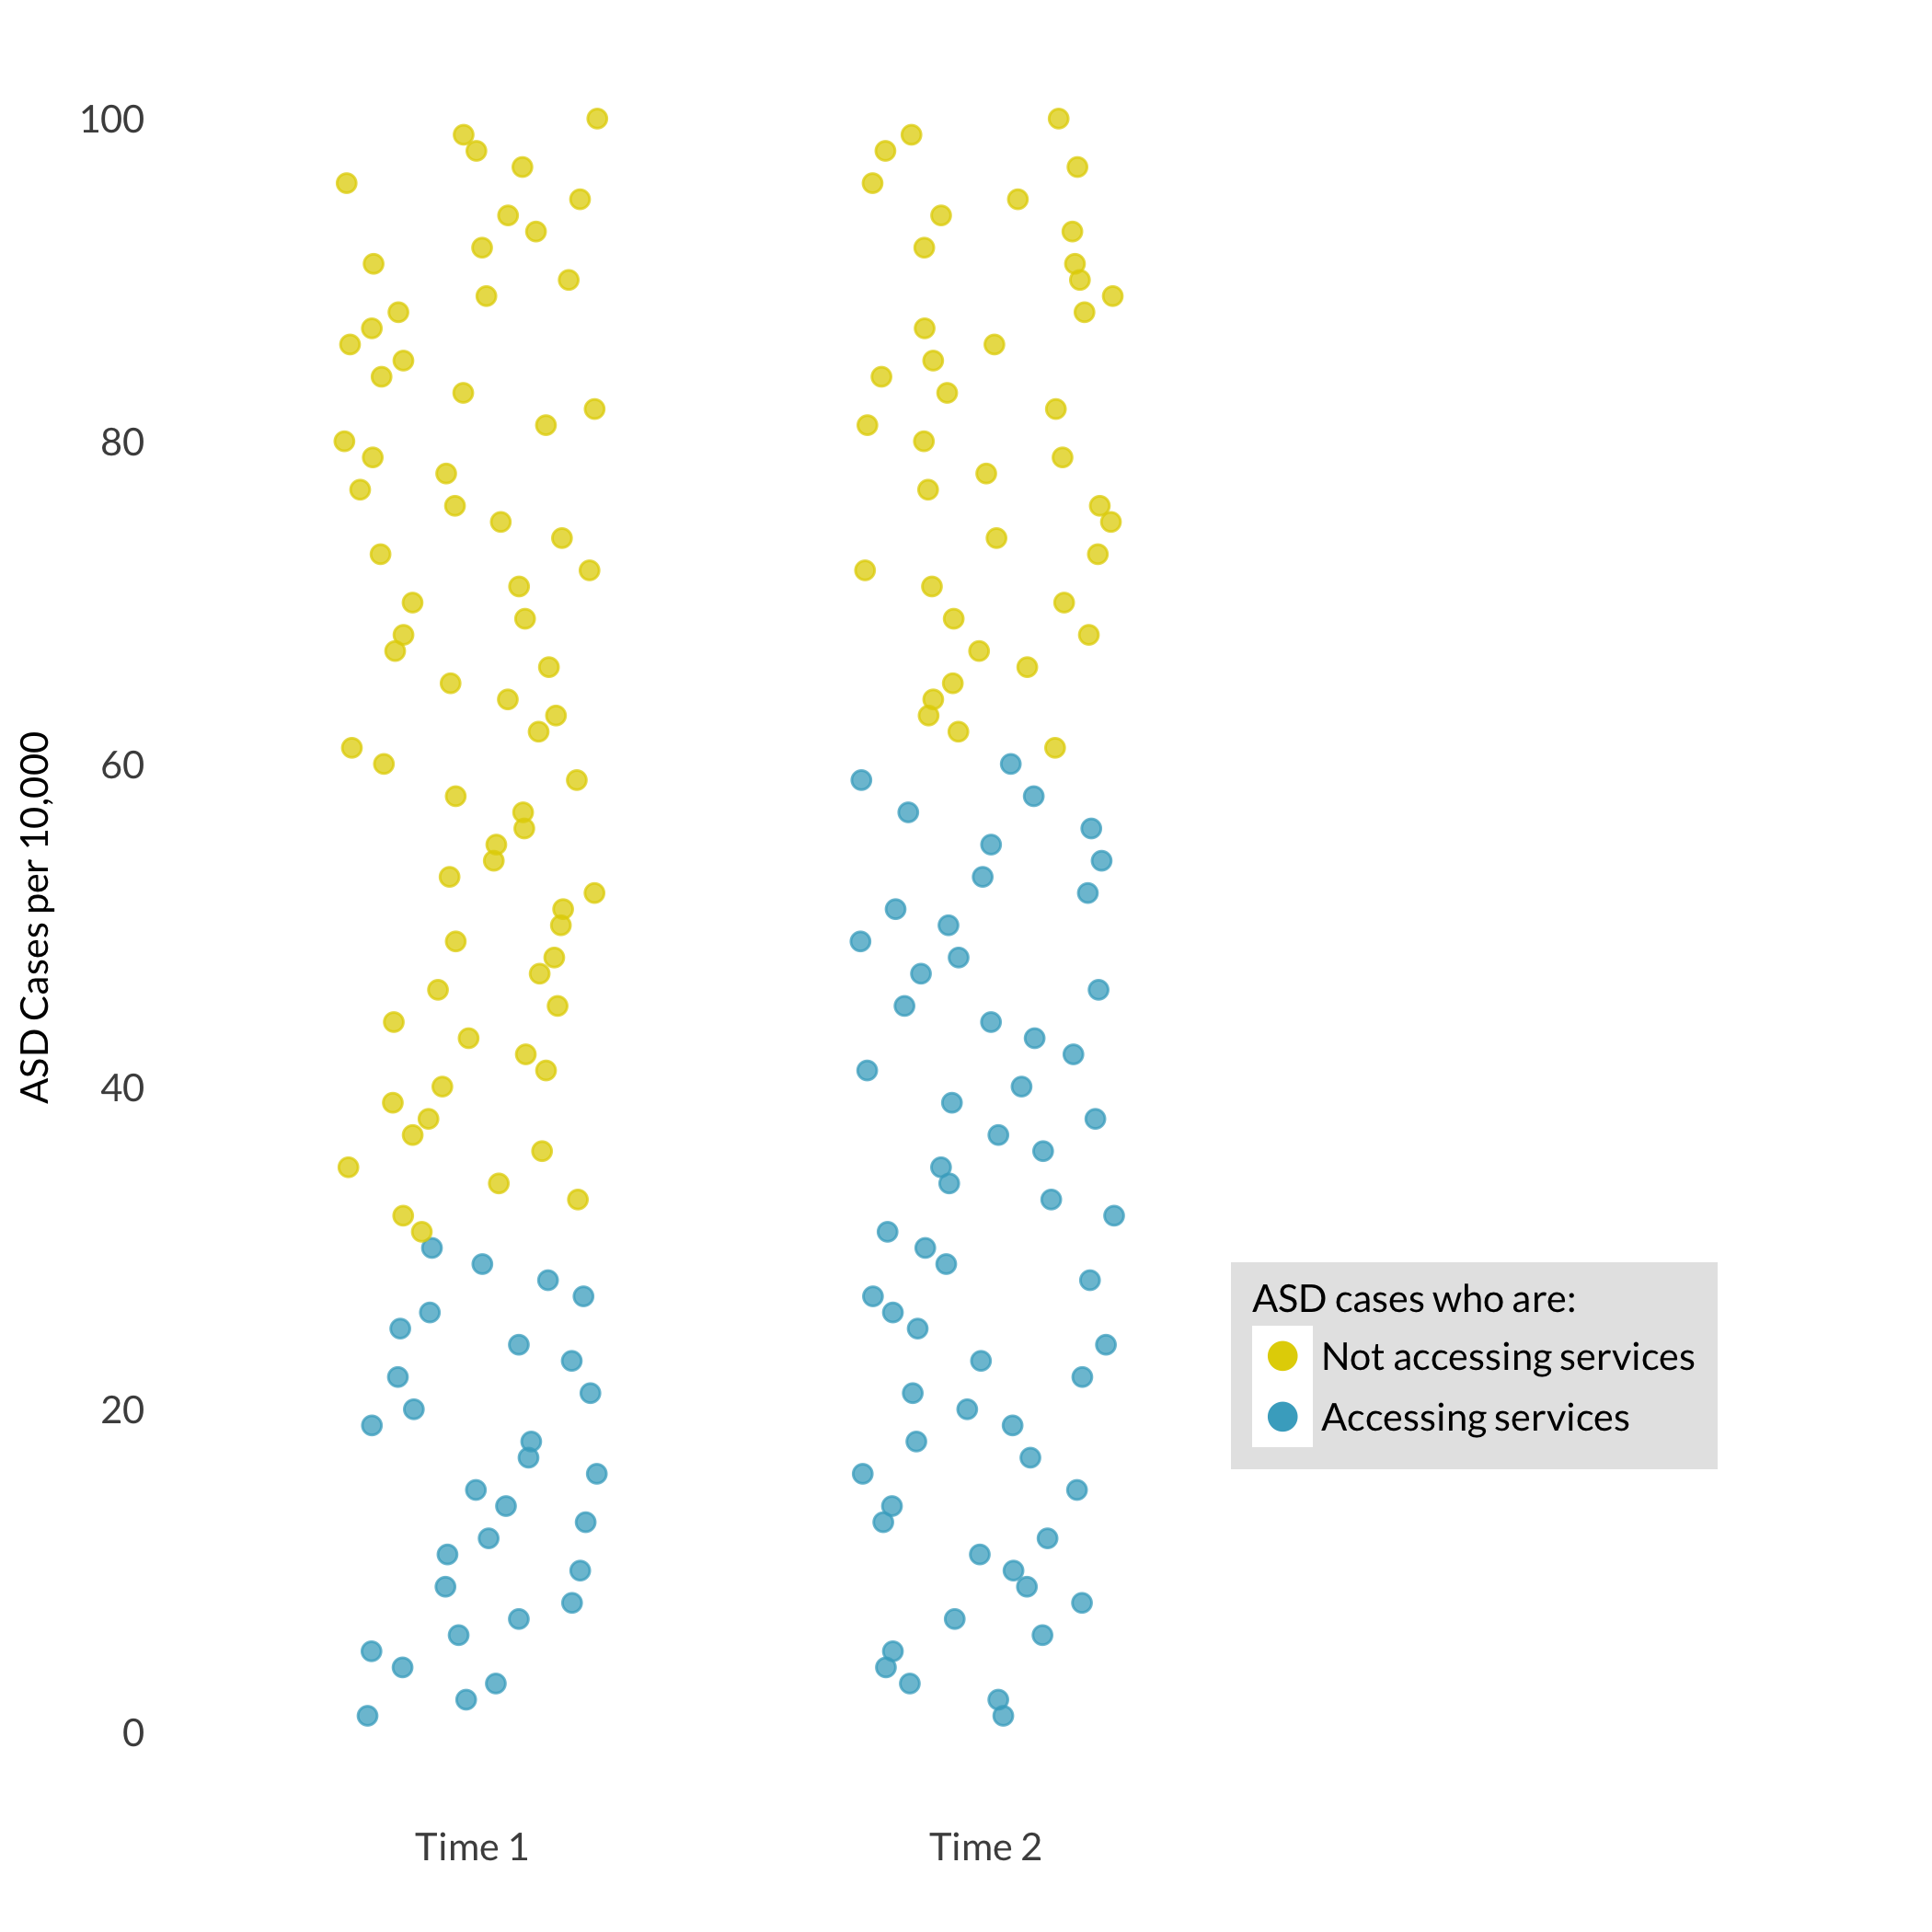 100
80
60
40
20
0
ASD Cases per 10,000
Time 1
Time 2
ASD cases who are:
Not accessing services
Accessing services